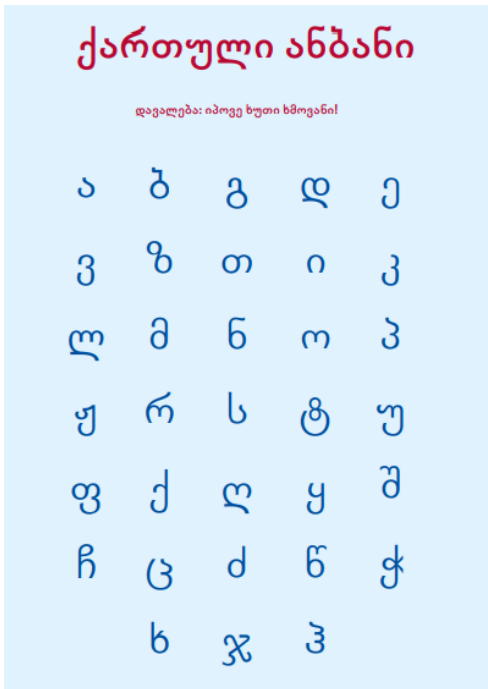 ქართული ანბანი
დავალება: იპოვე ხუთი ხმოვანი!
ა ბ გ დ ე
ვ ზ თ ი კ
ლ მ ნ ო პ
ჟ რ ს ტ უ
ფ ქ ღ ყ შ
ჩ ც ძ წ ჭ
ხ ჯ ჰ